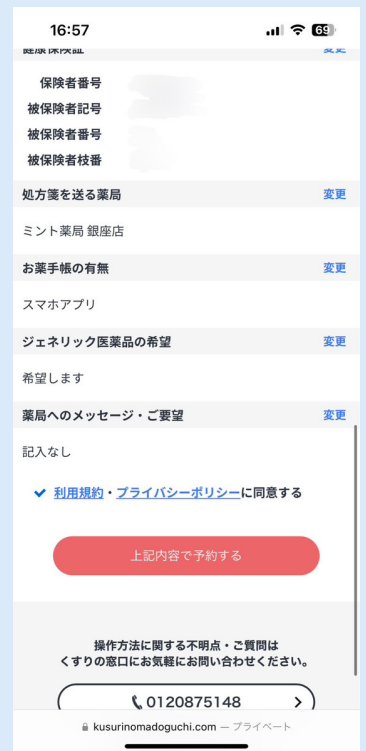 16:57
69
健康保険証
変更
保険者番号
被保険者記号
被保険者番号
被保険者枝番
処方箋を送る薬局
変更
ミント薬局 銀座店
お薬手帳の有無
変更
スマホアプリ
ジェネリック医薬品の希望
変更
希望します
薬局へのメッセージ・ご要望
変更
記入なし
利用規約・プライバシーポリシーに同意する
上記内容で予約する
操作方法に関する不明点・ご質問は
くすりの窓口にお気軽にお問い合わせください。
0120875148
kusurinomadoguchi.com — プライベート